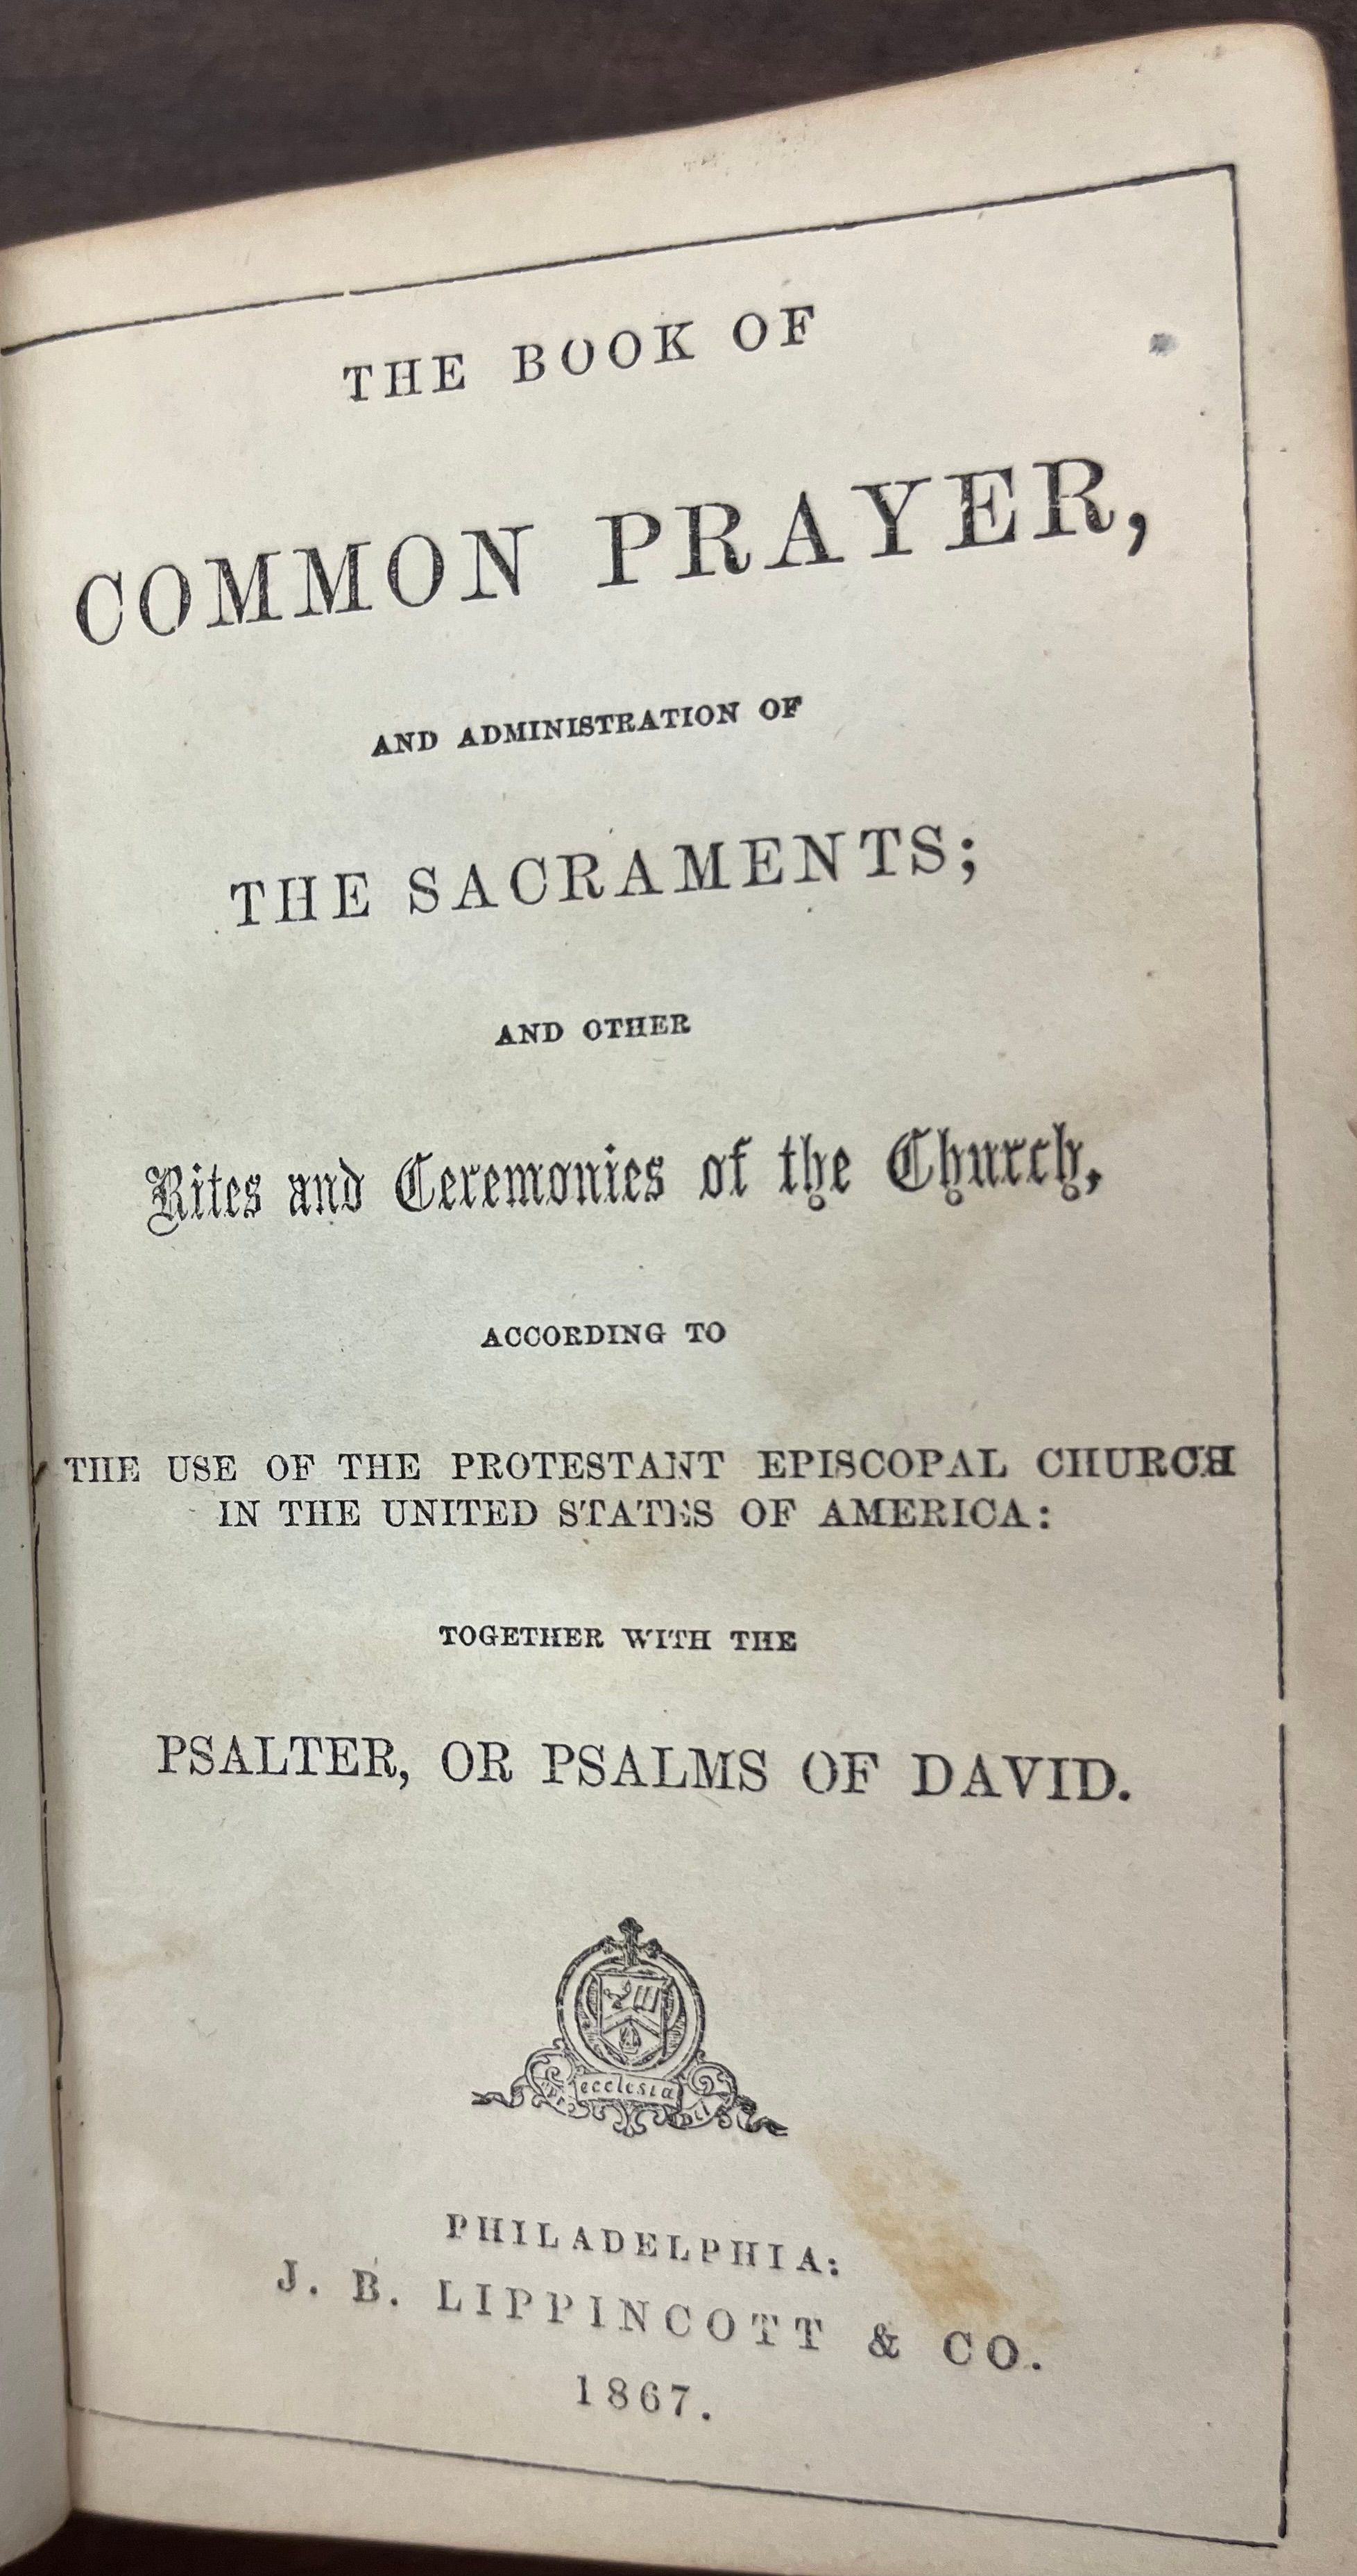 THE BOOK OF
COMMON PRAYER,
AND ADMINISTRATION OF
THE SACRAMENTS;
AND OTHER
Rites and Ceremonies of the Church,
ACCORDING TO
THE USE OF THE PROTESTANT EPISCOPAL CHURCH
IN THE UNITED STATES OF AMERICA:
TOGETHER WITH THE
PSALTER, OR PSALMS OF DAVID.
ecclesia
PHILADELPHIA:
J. B. LIPPINCOTT & CO.
1867.